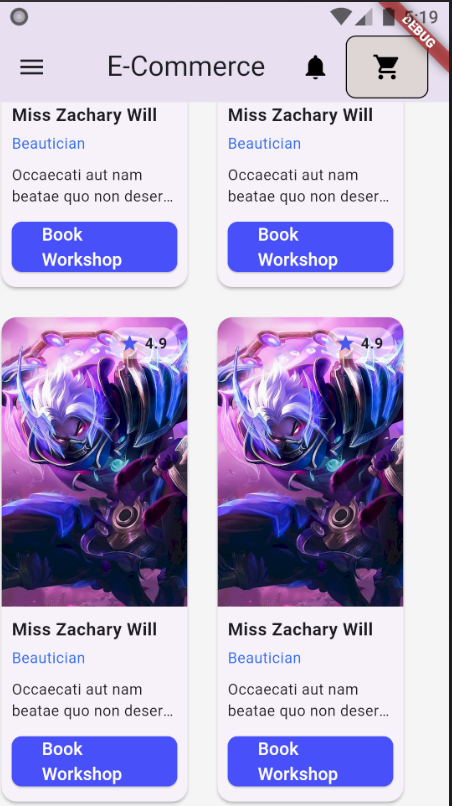 5:19
DEBUG
E-Commerce
Miss Zachary Will
Beautician
Occaecati aut nam
beatae quo non deser…
Book
Workshop
Miss Zachary Will
Beautician
Occaecati aut nam
beatae quo non deser…
Book
Workshop
4.9
Miss Zachary Will
Beautician
Occaecati aut nam
beatae quo non deser…
Book
Workshop
4.9
Miss Zachary Will
Beautician
Occaecati aut nam
beatae quo non deser…
Book
Workshop